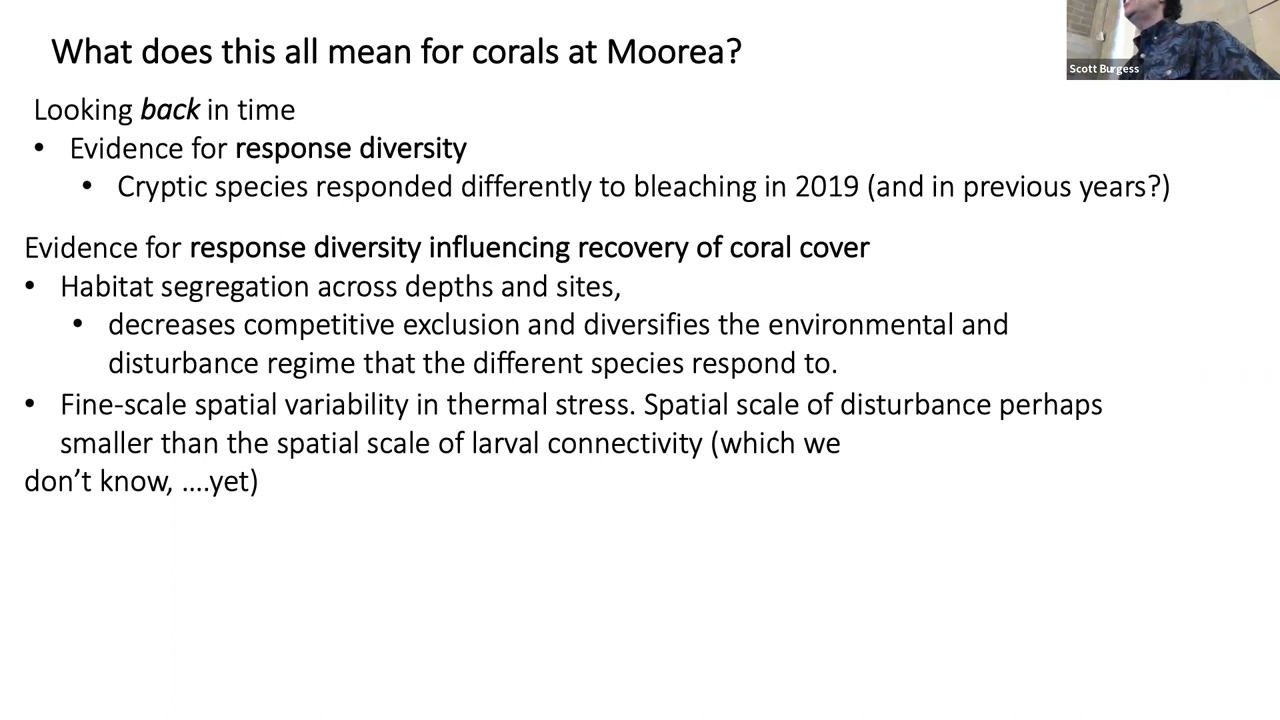 What does this all mean for corals at Moorea?
Scott Burgess
Looking back in time
• Evidence for response diversity
• Cryptic species responded differently to bleaching in 2019 (and in previous years?)
Evidence for response diversity influencing recovery of coral cover
• Habitat segregation across depths and sites,
• decreases competitive exclusion and diversifies the environmental and
disturbance regime that the different species respond to.
• Fine-scale spatial variability in thermal stress. Spatial scale of disturbance perhaps
smaller than the spatial scale of larval connectivity (which we
don’t know, ….yet)